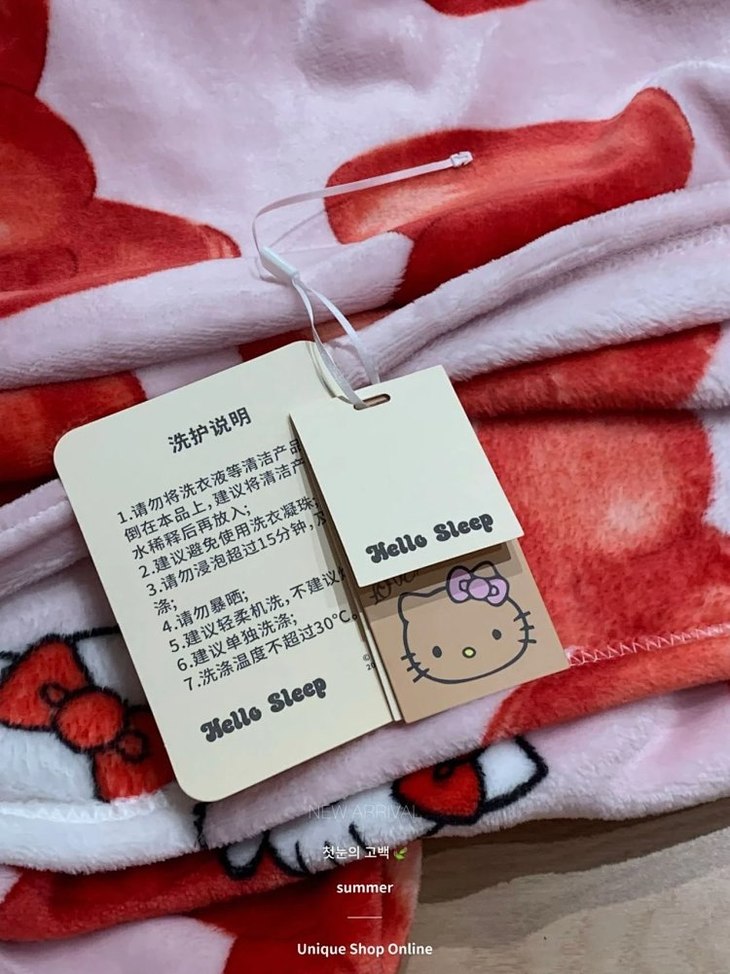 洗护说明
1.请勿将洗衣液等清洁产品
倒在本品上,建议将清洁产
水稀释后再放入;
2.建议避免使用洗衣凝珠;
3.请勿浸泡超过15分钟,
涤;
4.请勿暴晒;
5.建议轻柔机洗,不建议
6.建议单独洗涤;
7.洗涤温度不超过30°C。
Hello Sleep
Hello Sleep
NEW ARRIVAL
첫눈의 고백
summer
Unique Shop Online